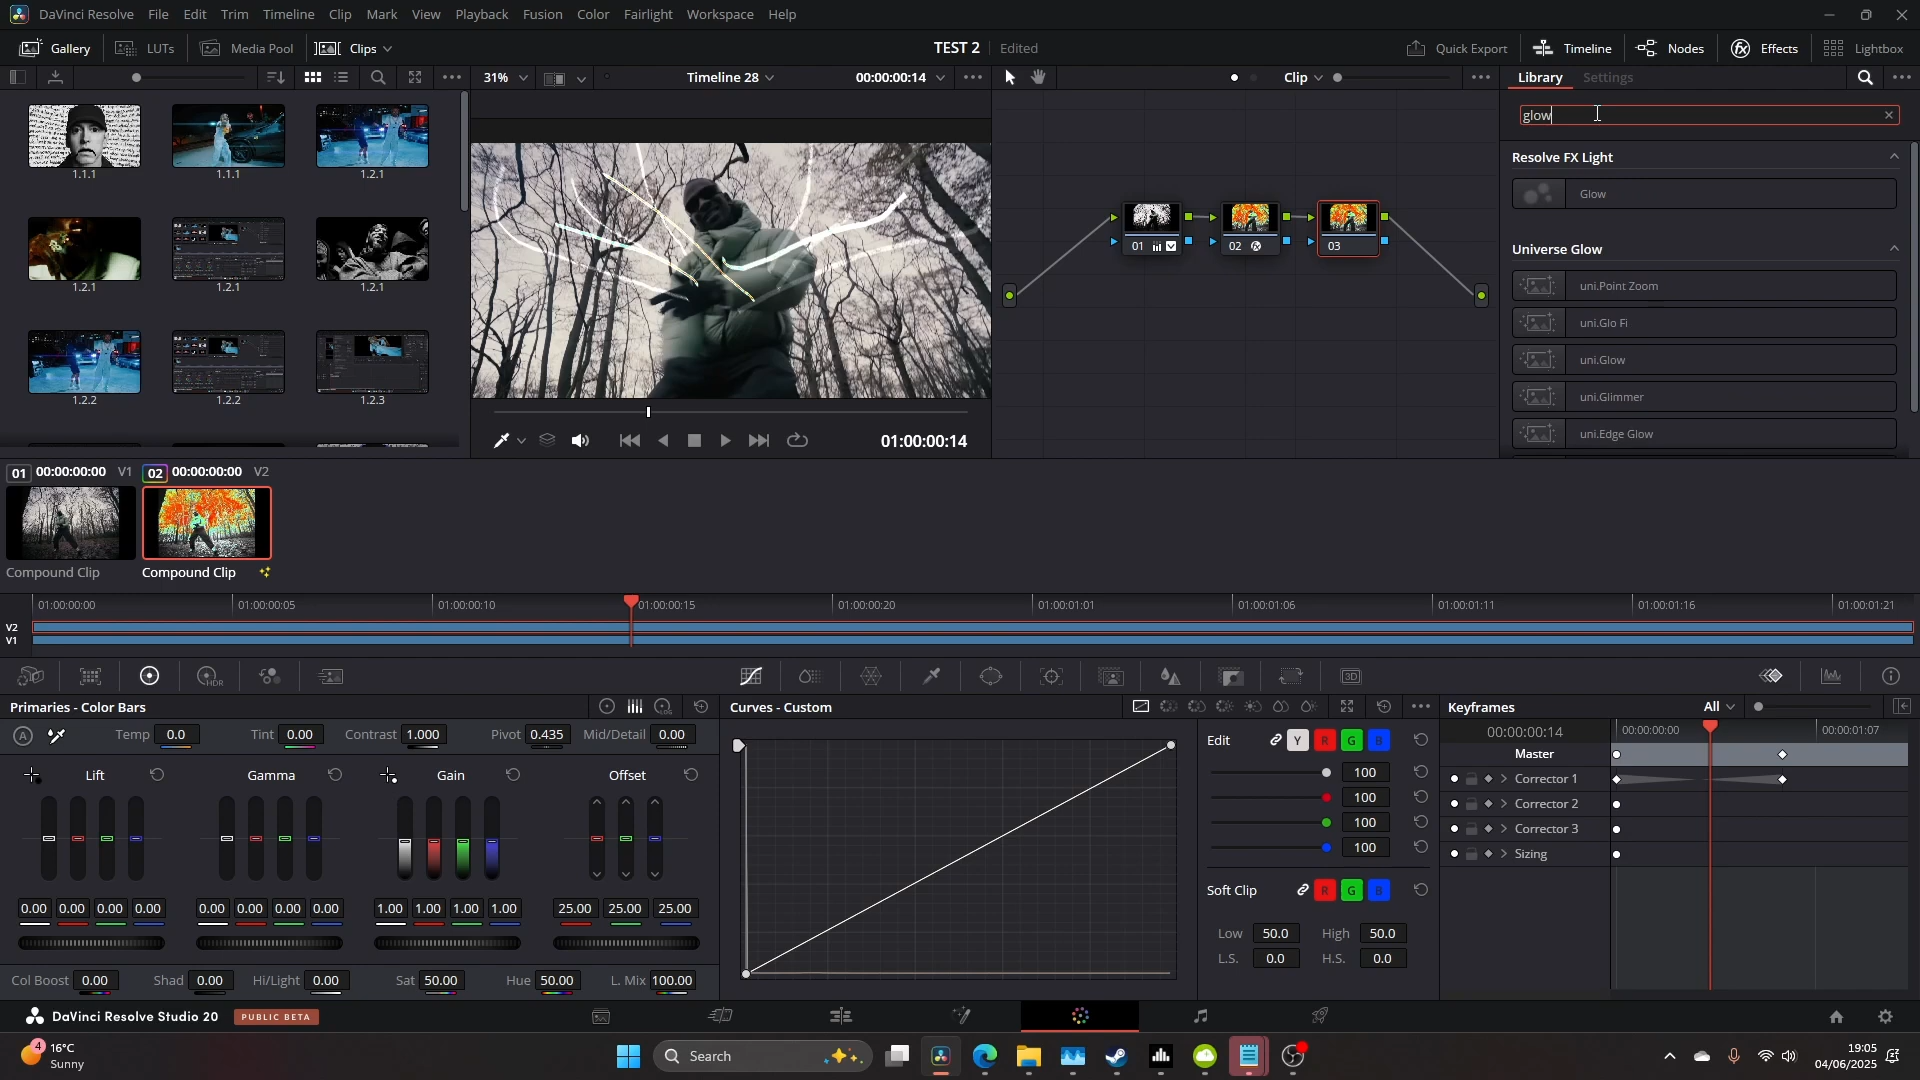 DaVinci Resolve File Edit Trim Timeline Clip Mark View Playback Fusion Color Fairlight Workspace Help
Gallery LUTs Media Pool Clips TEST 2 Edited Quick Export Timeline Nodes Effects Lightbox
31% Timeline 28 00:00:00:14 Clip Library Settings
glow
Resolve FX Light
Glow
Universe Glow
uni.Point Zoom
uni.Glo Fi
uni.Glow
uni.Glimmer
uni.Edge Glow
1.1.1 1.1.1 1.2.1
1.2.1 1.2.1 1.2.1
1.2.2 1.2.2 1.2.3
01 02 03
01:00:00:14
01 00:00:00:00 V1 02 00:00:00:00 V2
Compound Clip Compound Clip
01:00:00:00 01:00:00:05 01:00:00:10 01:00:00:15 01:00:00:20 01:00:01:01 01:00:01:06 01:00:01:11 01:00:01:16 01:00:01:21
V2
V1
HDR 3D
Primaries - Color Bars Curves - Custom Keyframes All
A Temp 0.0 Tint 0.00 Contrast 1.000 Pivot 0.435 Mid/Detail 0.00
Lift Gamma Gain Offset
0.00 0.00 0.00 0.00 0.00 0.00 0.00 0.00 1.00 1.00 1.00 1.00 25.00 25.00 25.00
Col Boost 0.00 Shad 0.00 Hi/Light 0.00 Sat 50.00 Hue 50.00 L. Mix 100.00
Edit Y R G B
100
100
100
100
Soft Clip R G B
Low 50.0 High 50.0
L.S. 0.0 H.S. 0.0
00:00:00:14 00:00:00:00 00:00:01:07
Master
Corrector 1
Corrector 2
Corrector 3
Sizing
DaVinci Resolve Studio 20 PUBLIC BETA
4 16°C
Sunny
Search
19:05
04/06/2025